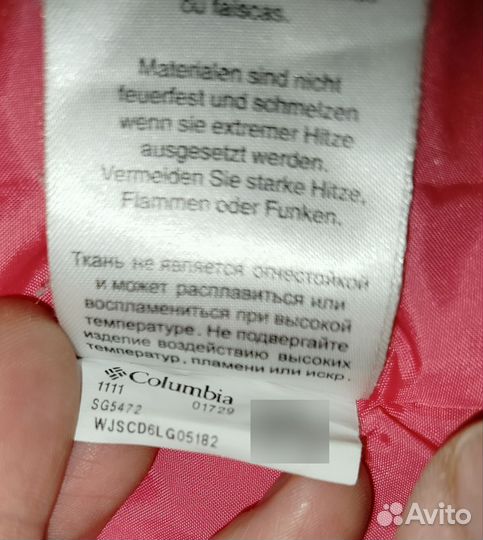 ou faíscas.
Materialen sind nicht
feuerfest und schmelzen
wenn sie extremer Hitze
ausgesetzt werden.
Vermeiden Sie starke Hitze,
Flammen oder Funken.
Ткань не является огнестойкой
и может расплавиться или
воспламениться при высокой
температуре. Не подвергайте
изделие воздействию высоких
температур, пламени или искр.
Columbia
1111 01729
SG5472
WJSCD6LG05182
Avito